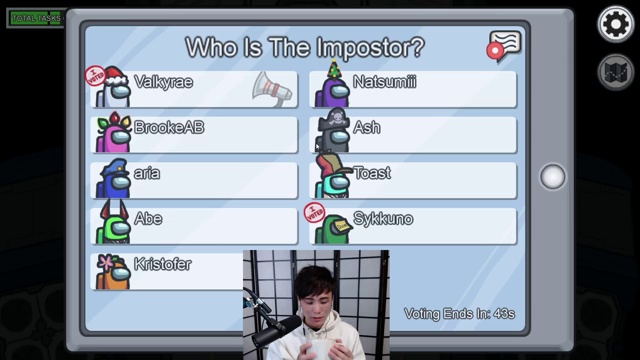 TOTAL TASKS
Who Is The Impostor?
I VOTED
Valkyrae
Natsumiii
BrookeAB
Ash
aria
Toast
Abe
I VOTED
Sykkuno
Kristofer
Voting Ends In: 43s